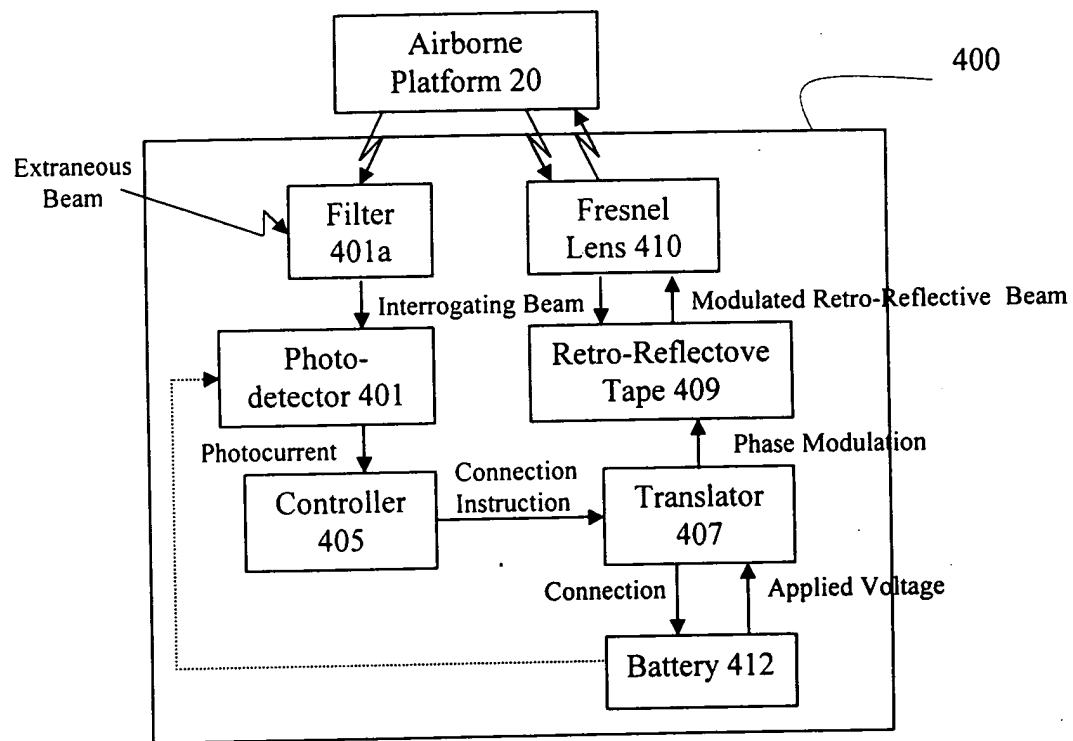 Airborne
Platform 20
400
Extraneous
Beam
Filter
401a
Fresnel
Lens 410
Interrogating Beam
Modulated Retro-Reflective Beam
Photo-
detector 401
Retro-Reflectove
Tape 409
Photocurrent
Phase Modulation
Controller
405
Connection
Instruction
Translator
407
Connection
Applied Voltage
Battery 412